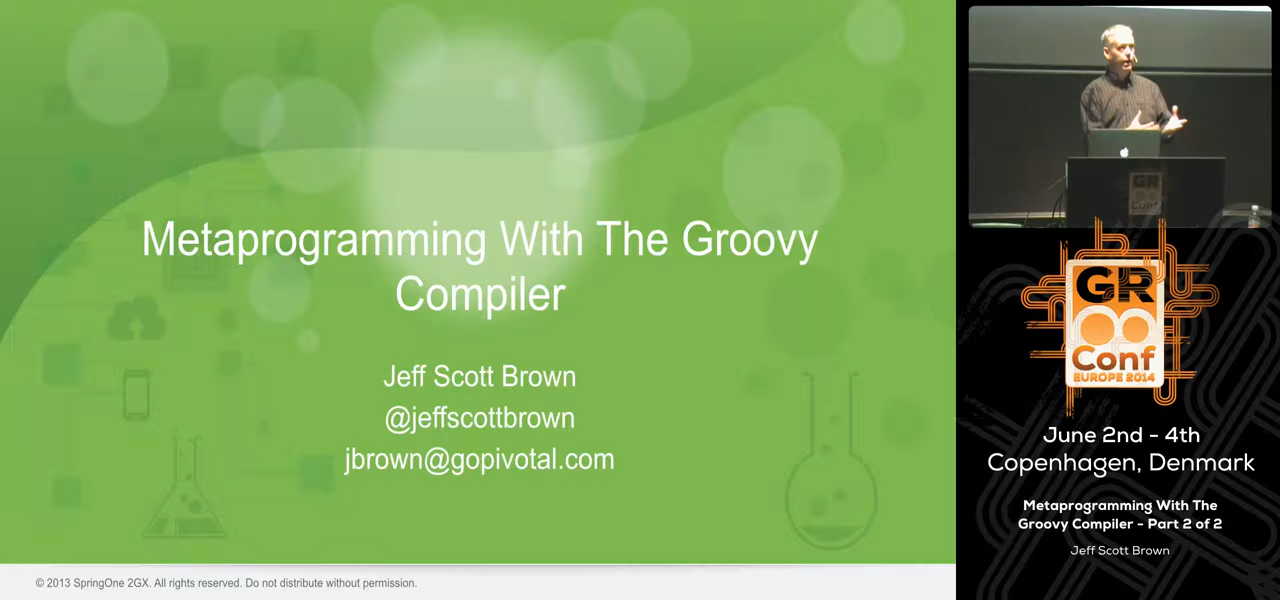 Metaprogramming With The Groovy
Compiler
Jeff Scott Brown
@jeffscottbrown
jbrown@gopivotal.com
© 2013 SpringOne 2GX. All rights reserved. Do not distribute without permission.
GR
Conf
GR8
Conf
EUROPE 2014
June 2nd - 4th
Copenhagen, Denmark
Metaprogramming With The
Groovy Compiler - Part 2 of 2
Jeff Scott Brown